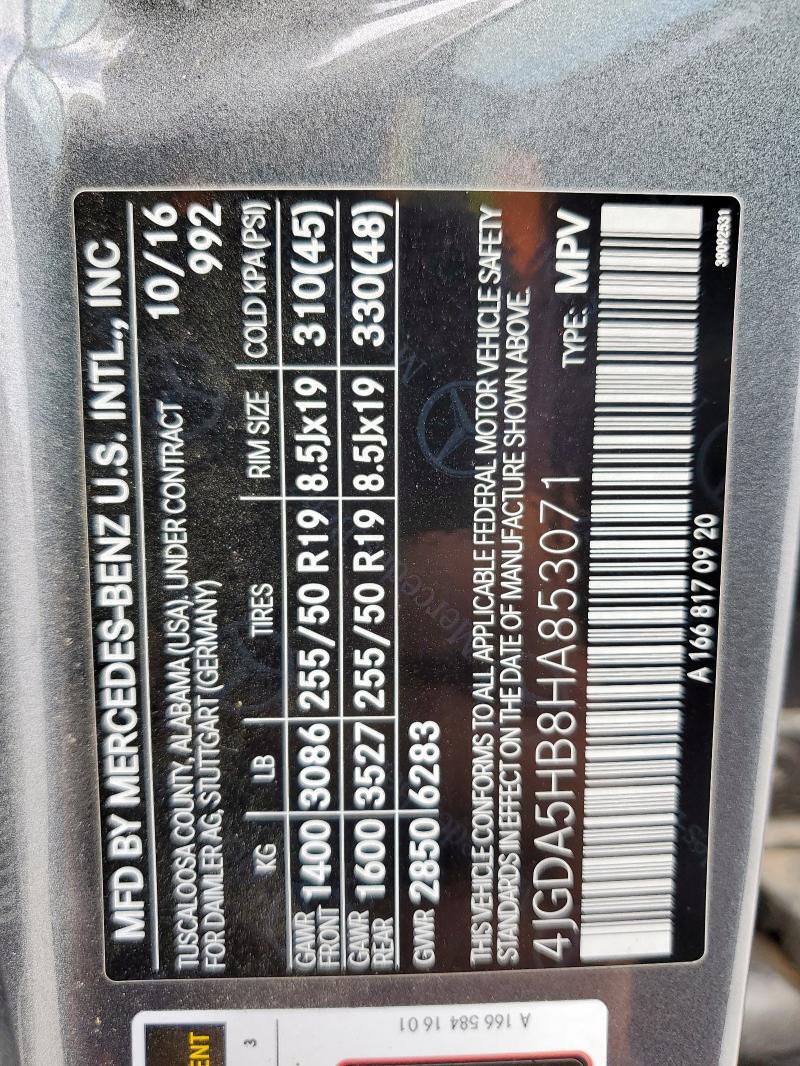 MFD BY MERCEDES-BENZ U.S. INTL., INC
TUSCALOOSA COUNTY, ALABAMA (USA), UNDER CONTRACT 10/16
FOR DAIMLER AG, STUTTGART (GERMANY) 992
KG LB TIRES RIM SIZE COLD KPA(PSI)
GAWR FRONT 1400 3086 255/50 R19 8.5Jx19 310(45)
GAWR REAR 1600 3527 255/50 R19 8.5Jx19 330(48)
GVWR 2850 6283
THIS VEHICLE CONFORMS TO ALL APPLICABLE FEDERAL MOTOR VEHICLE SAFETY
STANDARDS IN EFFECT ON THE DATE OF MANUFACTURE SHOWN ABOVE.
4JGDA5HB8HA853071 TYPE: MPV
A 166 817 09 20
39092531
A 166 584 16 01
3